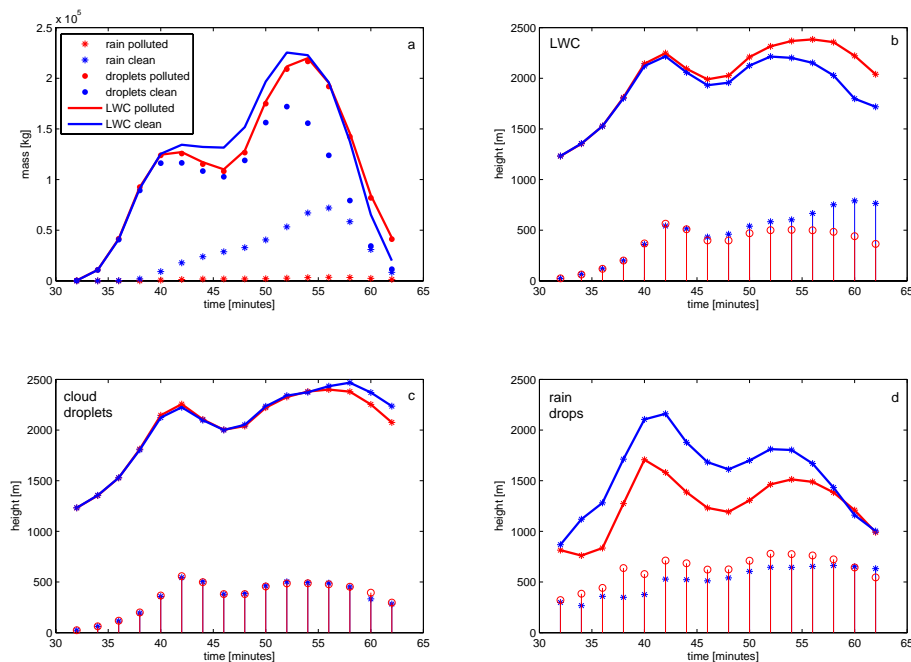 x 10^5
2.5
2
1.5
1
0.5
0
mass [kg]
rain polluted
rain clean
droplets polluted
droplets clean
LWC polluted
LWC clean
a
30 35 40 45 50 55 60 65
time [minutes]
LWC
b
2500
2000
1500
1000
500
0
height [m]
30 35 40 45 50 55 60 65
time [minutes]
cloud
droplets
c
2500
2000
1500
1000
500
0
height [m]
30 35 40 45 50 55 60 65
time [minutes]
rain
drops
d
2500
2000
1500
1000
500
0
height [m]
30 35 40 45 50 55 60 65
time [minutes]